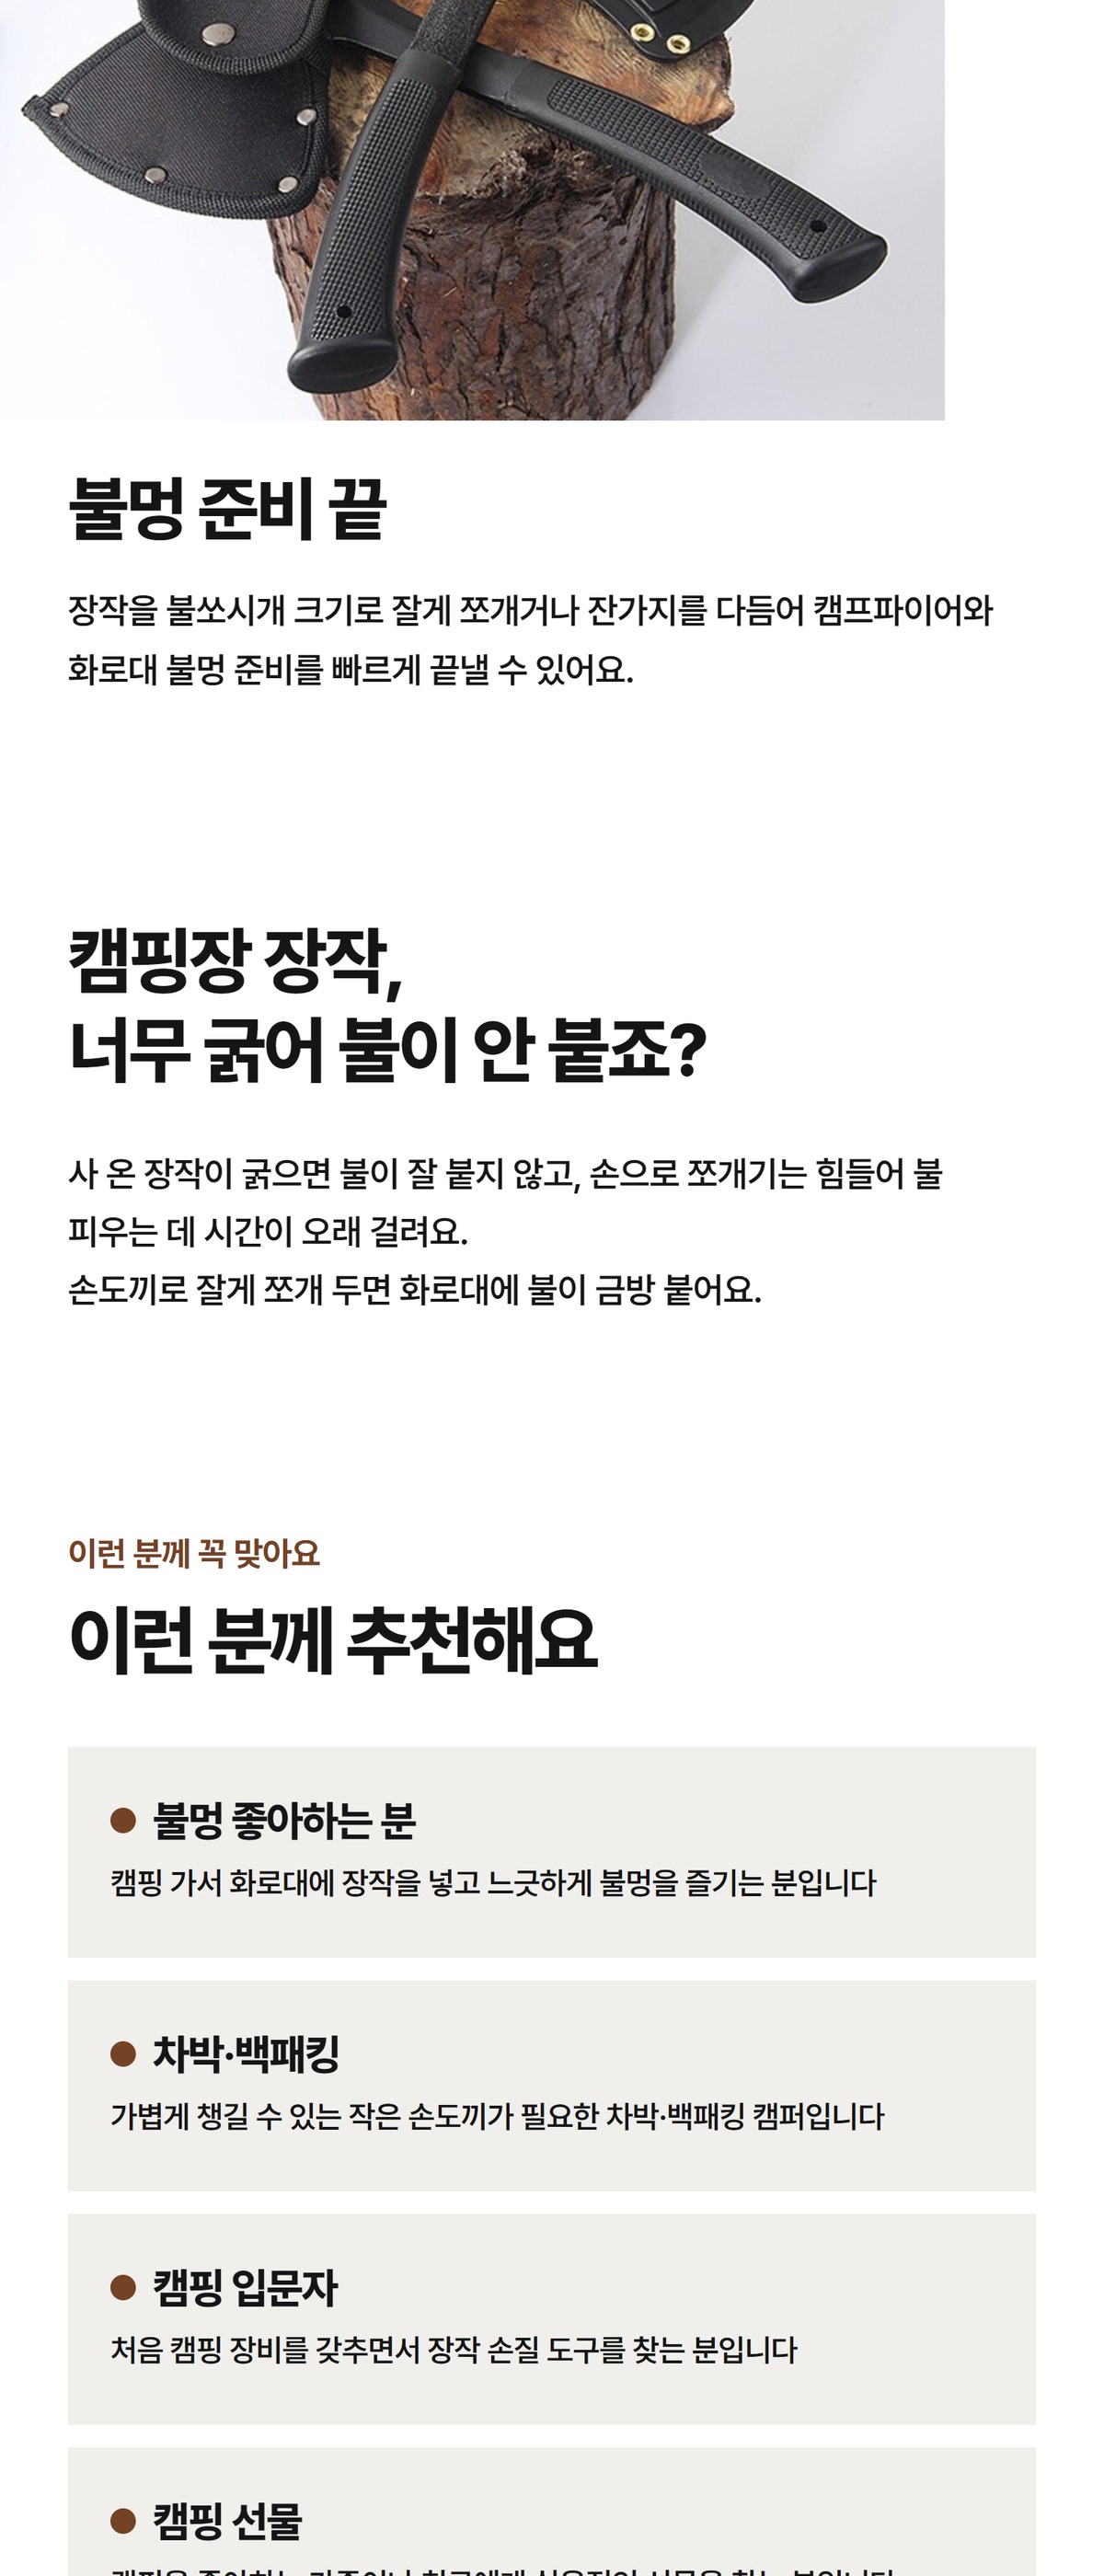 불멍 준비 끝
장작을 불쏘시개 크기로 잘게 쪼개거나 잔가지를 다듬어 캠프파이어와
화로대 불멍 준비를 빠르게 끝낼 수 있어요.
캠핑장 장작,
너무 굵어 불이 안 붙죠?
사 온 장작이 굵으면 불이 잘 붙지 않고, 손으로 쪼개기는 힘들어 불
피우는 데 시간이 오래 걸려요.
손도끼로 잘게 쪼개 두면 화로대에 불이 금방 붙어요.
이런 분께 꼭 맞아요
이런 분께 추천해요
불멍 좋아하는 분
캠핑 가서 화로대에 장작을 넣고 느긋하게 불멍을 즐기는 분입니다
차박·백패킹
가볍게 챙길 수 있는 작은 손도끼가 필요한 차박·백패킹 캠퍼입니다
캠핑 입문자
처음 캠핑 장비를 갖추면서 장작 손질 도구를 찾는 분입니다
캠핑 선물